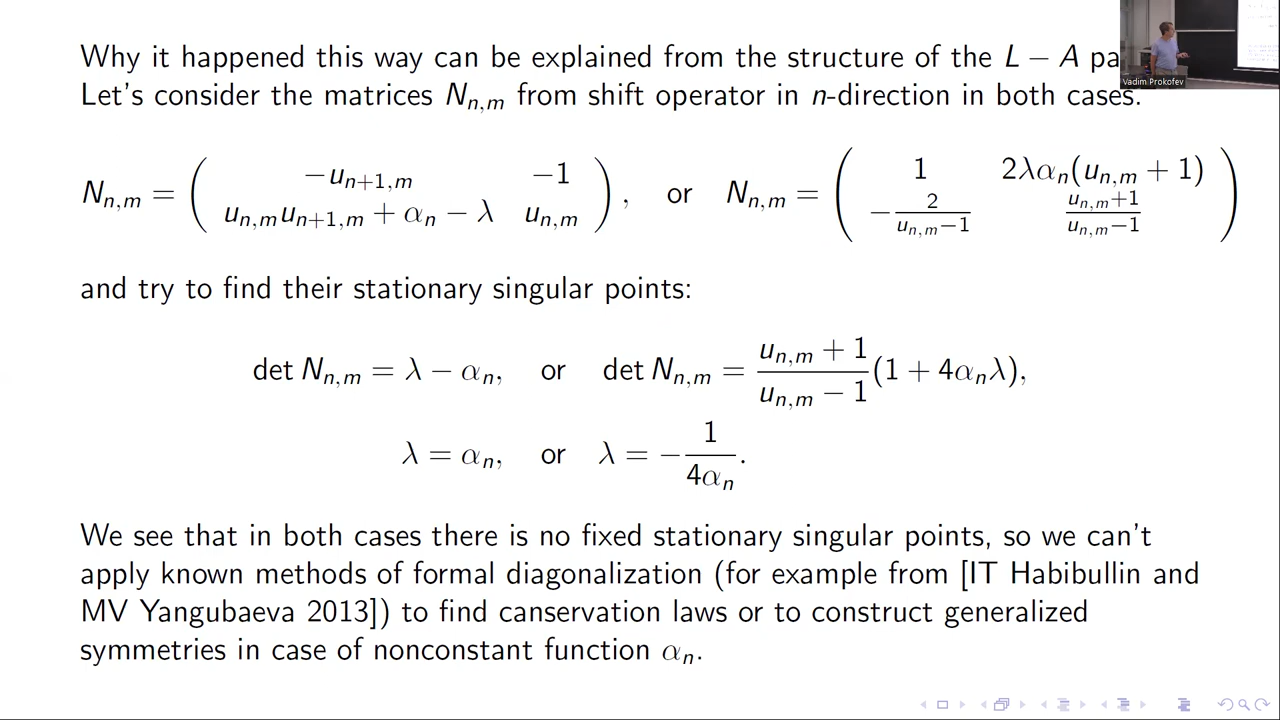 Why it happened this way can be explained from the structure of the L − A pa
Vadim Prokofev
Let's consider the matrices N_{n,m} from shift operator in n-direction in both cases.
N_{n,m} = ( −u_{n+1,m} −1 ; u_{n,m}u_{n+1,m} + α_n − λ u_{n,m} ), or N_{n,m} = ( 1 2λα_n(u_{n,m} + 1) ; −\frac{2}{u_{n,m}−1} \frac{u_{n,m}+1}{u_{n,m}−1} )
and try to find their stationary singular points:
det N_{n,m} = λ − α_n, or det N_{n,m} = \frac{u_{n,m} + 1}{u_{n,m} − 1}(1 + 4α_nλ),
λ = α_n, or λ = −\frac{1}{4α_n}.
We see that in both cases there is no fixed stationary singular points, so we can't
apply known methods of formal diagonalization (for example from [IT Habibullin and
MV Yangubaeva 2013]) to find canservation laws or to construct generalized
symmetries in case of nonconstant function α_n.